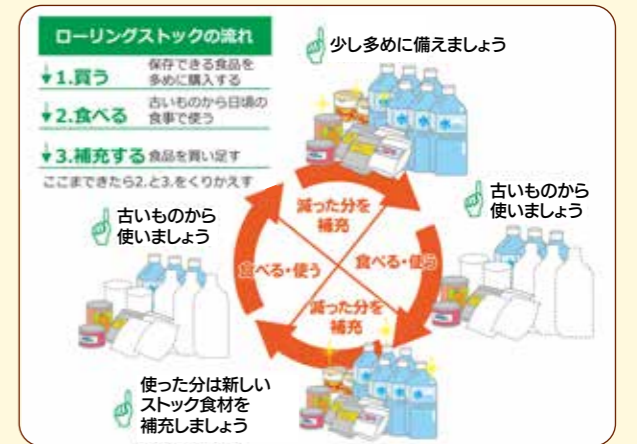 ローリングストックの流れ
1.買う 保存できる食品を
多めに購入する
2.食べる 古いものから日頃の
食事で使う
3.補充する 食品を買い足す
ここまできたら2.と3.をくりかえす
少し多めに備えましょう
古いものから
使いましょう
古いものから
使いましょう
減った分を
補充
食べる・使う
食べる・使う
減った分を
補充
使った分は新しい
ストック食材を
補充しましょう
水
水
水